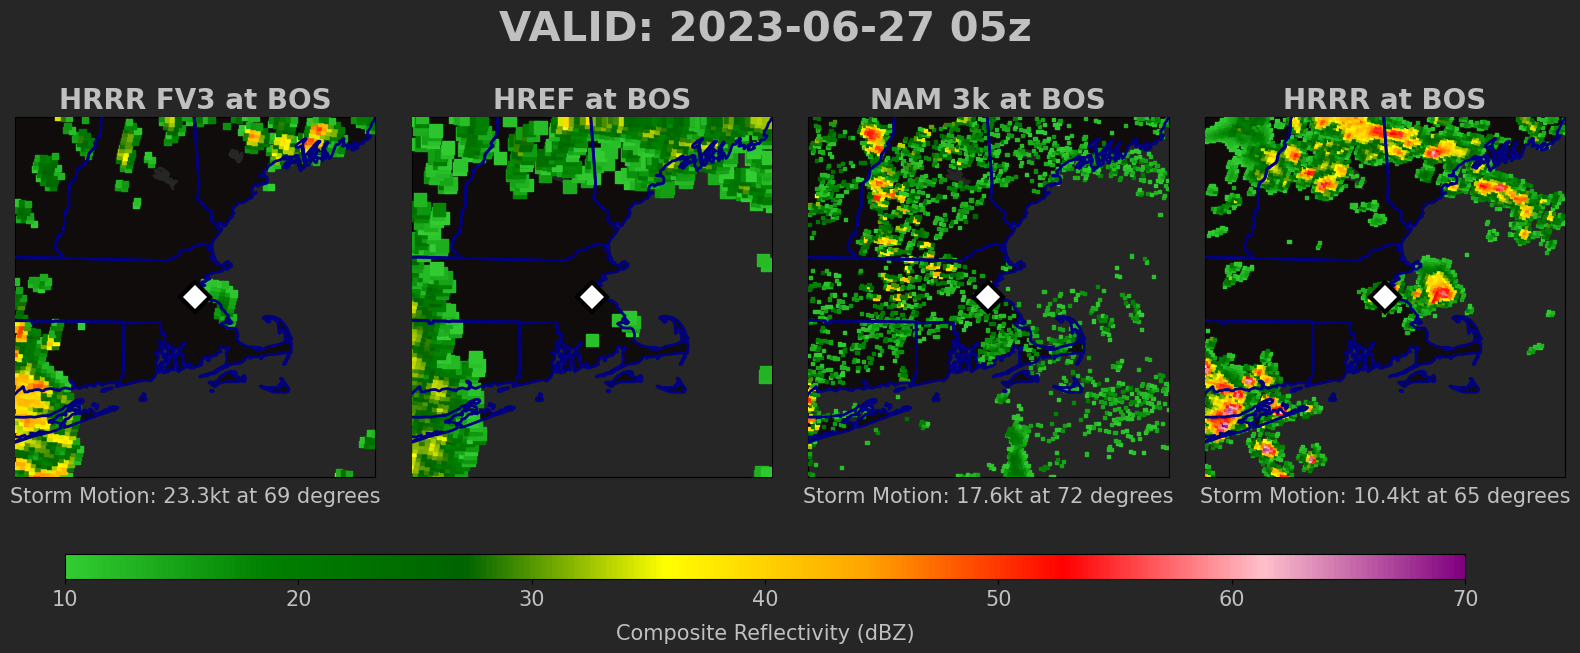 VALID: 2023-06-27 05z
HRRR FV3 at BOS
HREF at BOS
NAM 3k at BOS
HRRR at BOS
Storm Motion: 23.3kt at 69 degrees
Storm Motion: 17.6kt at 72 degrees
Storm Motion: 10.4kt at 65 degrees
10 20 30 40 50 60 70
Composite Reflectivity (dBZ)